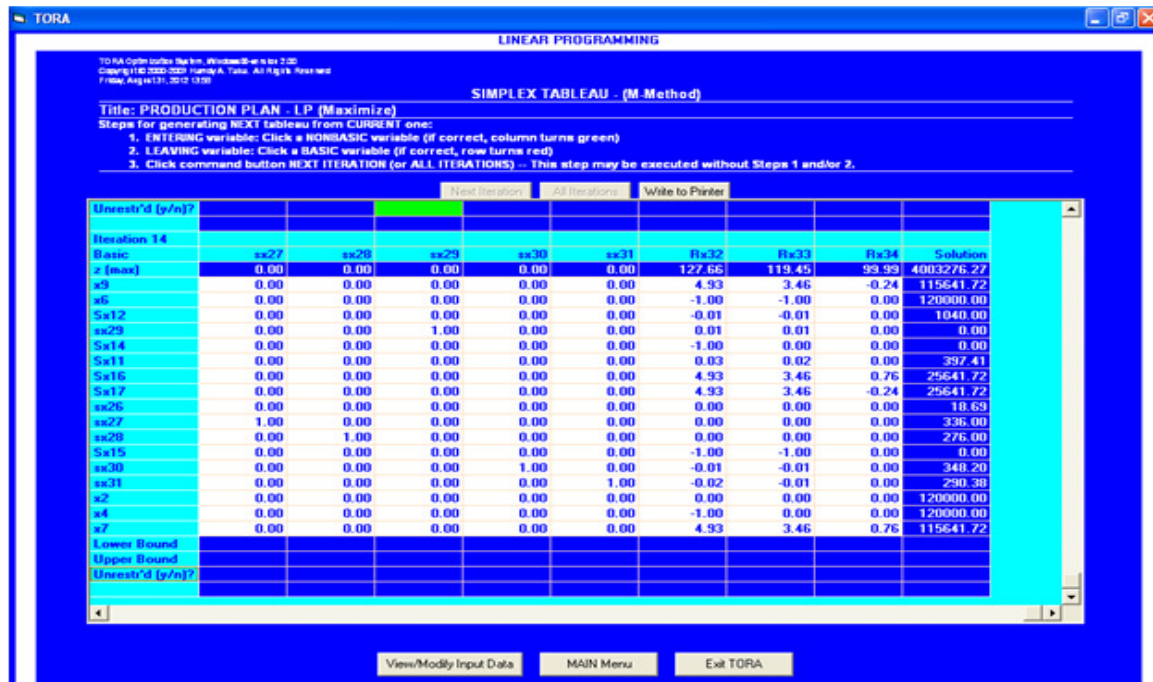 TORA
LINEAR PROGRAMMING
TORA Optimization System, Windows®-version 2.00
Copyright © 2000-2007 Hamdy A. Taha. All Rights Reserved
Friday, August 31, 2012 13:58
SIMPLEX TABLEAU - (M-Method)
Title: PRODUCTION PLAN - LP (Maximize)
Steps for generating NEXT tableau from CURRENT one:
1. ENTERING variable: Click a NONBASIC variable (if correct, column turns green)
2. LEAVING variable: Click a BASIC variable (if correct, row turns red)
3. Click command button NEXT ITERATION (or ALL ITERATIONS) -- This step may be executed without Steps 1 and/or 2.
Next Iteration All Iterations Write to Printer
Unrestr'd (y/n)?
Iteration 14
Basic sx27 sx28 sx29 sx30 sx31 Rx32 Rx33 Rx34 Solution
z (max) 0.00 0.00 0.00 0.00 0.00 127.66 119.45 99.99 4003276.27
x9 0.00 0.00 0.00 0.00 0.00 4.93 3.46 -0.24 115641.72
x6 0.00 0.00 0.00 0.00 0.00 -1.00 -1.00 0.00 120000.00
Sx12 0.00 0.00 0.00 0.00 0.00 -0.01 -0.01 0.00 1040.00
sx29 0.00 0.00 1.00 0.00 0.00 0.01 0.01 0.00 0.00
Sx14 0.00 0.00 0.00 0.00 0.00 -1.00 0.00 0.00 0.00
Sx11 0.00 0.00 0.00 0.00 0.00 0.03 0.02 0.00 397.41
Sx16 0.00 0.00 0.00 0.00 0.00 4.93 3.46 0.76 25641.72
Sx17 0.00 0.00 0.00 0.00 0.00 4.93 3.46 -0.24 25641.72
sx26 0.00 0.00 0.00 0.00 0.00 0.00 0.00 0.00 18.69
sx27 1.00 0.00 0.00 0.00 0.00 0.00 0.00 0.00 336.00
sx28 0.00 1.00 0.00 0.00 0.00 0.00 0.00 0.00 276.00
Sx15 0.00 0.00 0.00 0.00 0.00 -1.00 -1.00 0.00 0.00
sx30 0.00 0.00 0.00 1.00 0.00 -0.01 -0.01 0.00 348.20
sx31 0.00 0.00 0.00 0.00 1.00 -0.02 -0.01 0.00 290.38
x2 0.00 0.00 0.00 0.00 0.00 0.00 0.00 0.00 120000.00
x4 0.00 0.00 0.00 0.00 0.00 -1.00 0.00 0.00 120000.00
x7 0.00 0.00 0.00 0.00 0.00 4.93 3.46 0.76 115641.72
Lower Bound
Upper Bound
Unrestr'd (y/n)?
View/Modify Input Data MAIN Menu Exit TORA